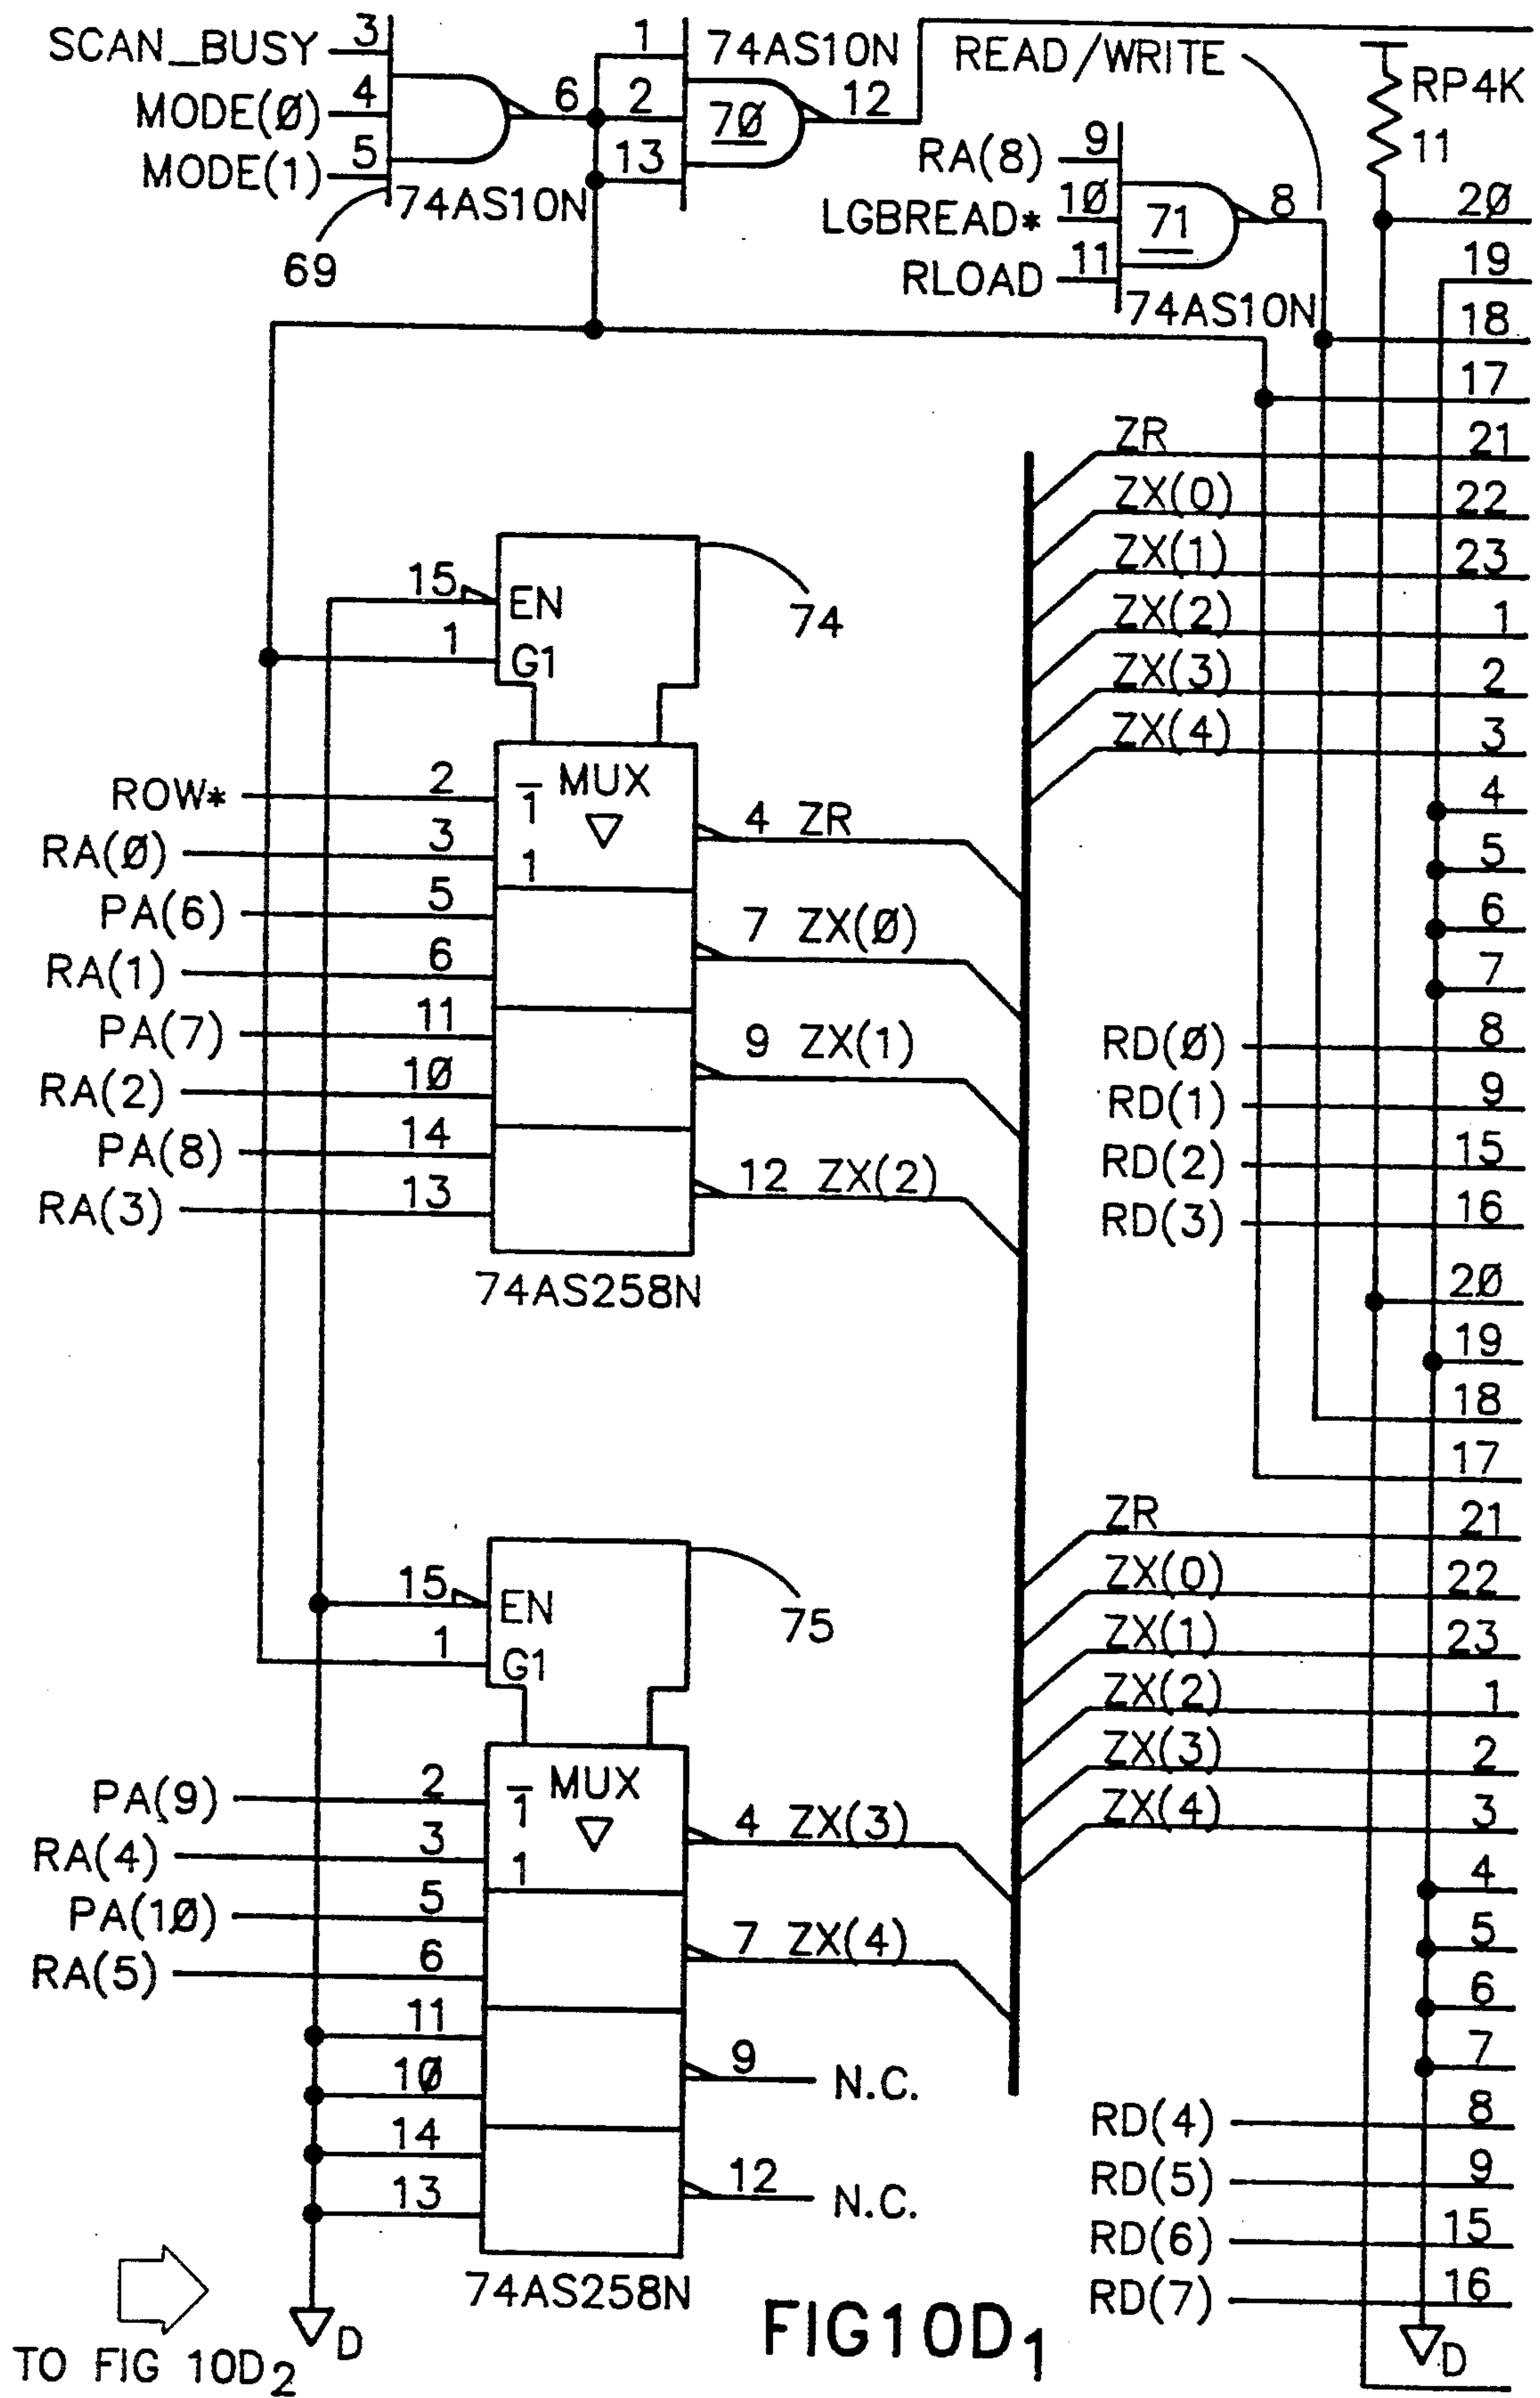 SCAN_BUSY 3
MODE(Ø) 4
MODE(1) 5
6
74AS10N
69
1
2
13
74AS10N
7Ø
12
READ/WRITE
RA(8) 9
LGBREAD* 1Ø
RLOAD 11
71
8
74AS10N
RP4K
11
2Ø
19
18
17
ZR 21
ZX(0) 22
ZX(1) 23
ZX(2) 1
ZX(3) 2
ZX(4) 3
4
5
6
7
RD(Ø) 8
RD(1) 9
RD(2) 15
RD(3) 16
15 EN
1 G1
74
ROW* 2 1 MUX
RA(Ø) 3 1
4 ZR
PA(6) 5
RA(1) 6
7 ZX(Ø)
PA(7) 11
RA(2) 1Ø
9 ZX(1)
PA(8) 14
RA(3) 13
12 ZX(2)
74AS258N
2Ø
19
18
17
ZR 21
ZX(0) 22
ZX(1) 23
ZX(2) 1
ZX(3) 2
ZX(4) 3
4
5
6
7
RD(4) 8
RD(5) 9
RD(6) 15
RD(7) 16
15 EN
1 G1
75
PA(9) 2 1 MUX
RA(4) 3 1
4 ZX(3)
PA(1Ø) 5
RA(5) 6
7 ZX(4)
11
1Ø
9 N.C.
14
13
12 N.C.
74AS258N
D
D
TO FIG 10D2
FIG10D1